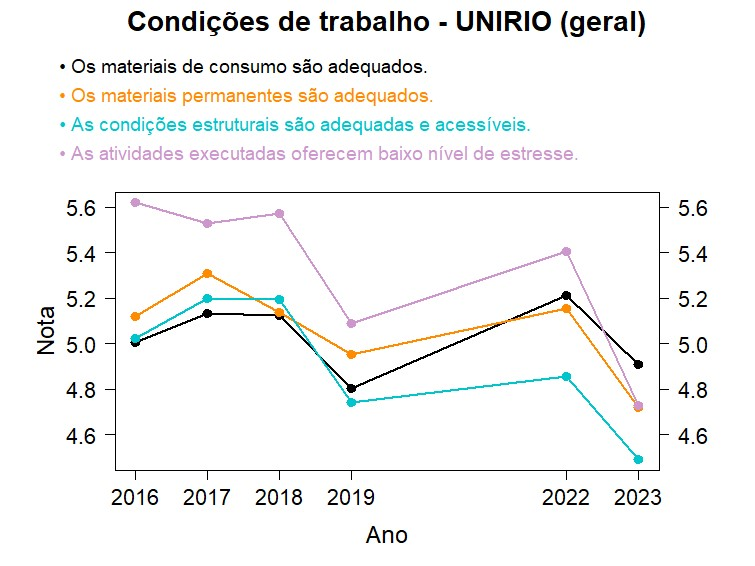 Condições de trabalho - UNIRIO (geral)
• Os materiais de consumo são adequados.
• Os materiais permanentes são adequados.
• As condições estruturais são adequadas e acessíveis.
• As atividades executadas oferecem baixo nível de estresse.
5.6 5.6
5.4 5.4
5.2 5.2
5.0 5.0
4.8 4.8
4.6 4.6
Nota
2016 2017 2018 2019 2022 2023
Ano